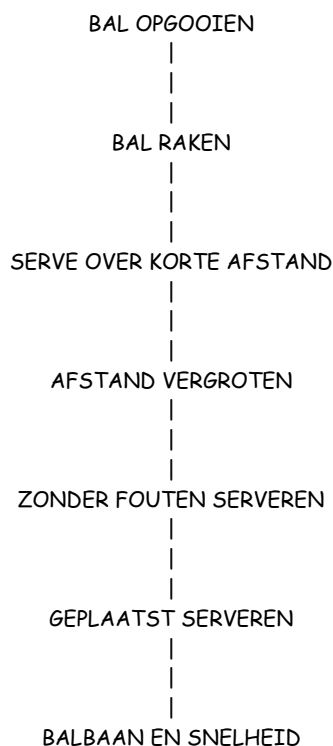 BAL OPGOOIEN
BAL RAKEN
SERVE OVER KORTE AFSTAND
AFSTAND VERGROTEN
ZONDER FOUTEN SERVEREN
GEPLAATST SERVEREN
BALBAAN EN SNELHEID